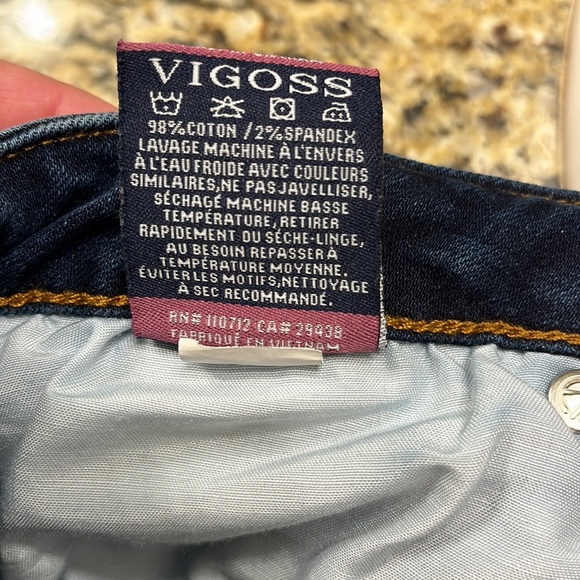 VIGOSS
98%COTON /2%SPANDEX
LAVAGE MACHINE À L'ENVERS
À L'EAU FROIDE AVEC COULEURS
SIMILAIRES,NE PAS JAVELLISER,
SÉCHAGE MACHINE BASSE
TEMPÉRATURE, RETIRER
RAPIDEMENT DU SÈCHE-LINGE,
AU BESOIN REPASSER À
TEMPÉRATURE MOYENNE.
ÉVITER LES MOTIFS,NETTOYAGE
À SEC RECOMMANDÉ.
RN# 110712 CA# 29438
FABRIQUÉ EN VIETNAM